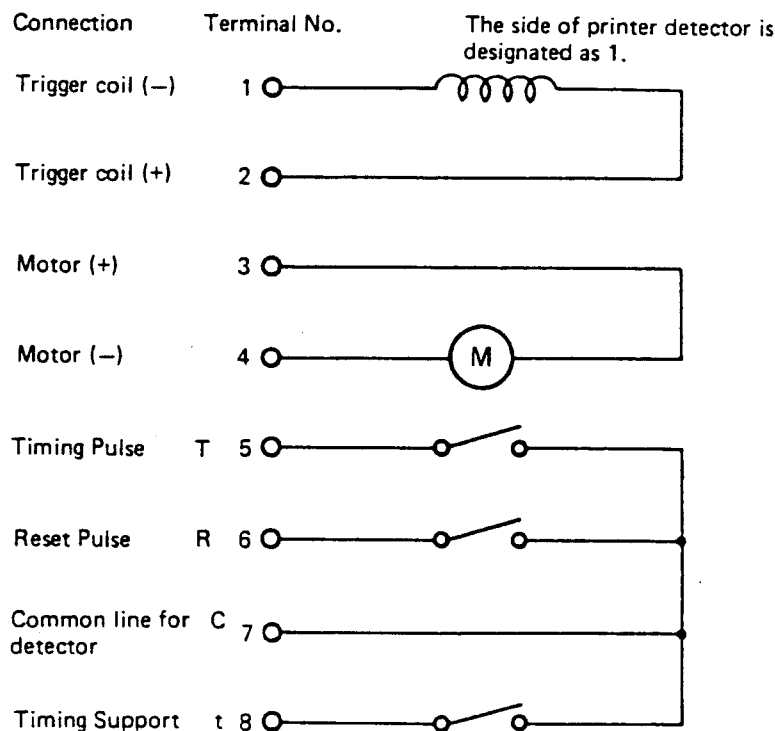 Connection Terminal No. The side of printer detector is
designated as 1.
Trigger coil (—) 1
Trigger coil (+) 2
Motor (+) 3
Motor (—) 4
M
Timing Pulse T 5
Reset Pulse R 6
Common line for C 7
detector
Timing Support t 8